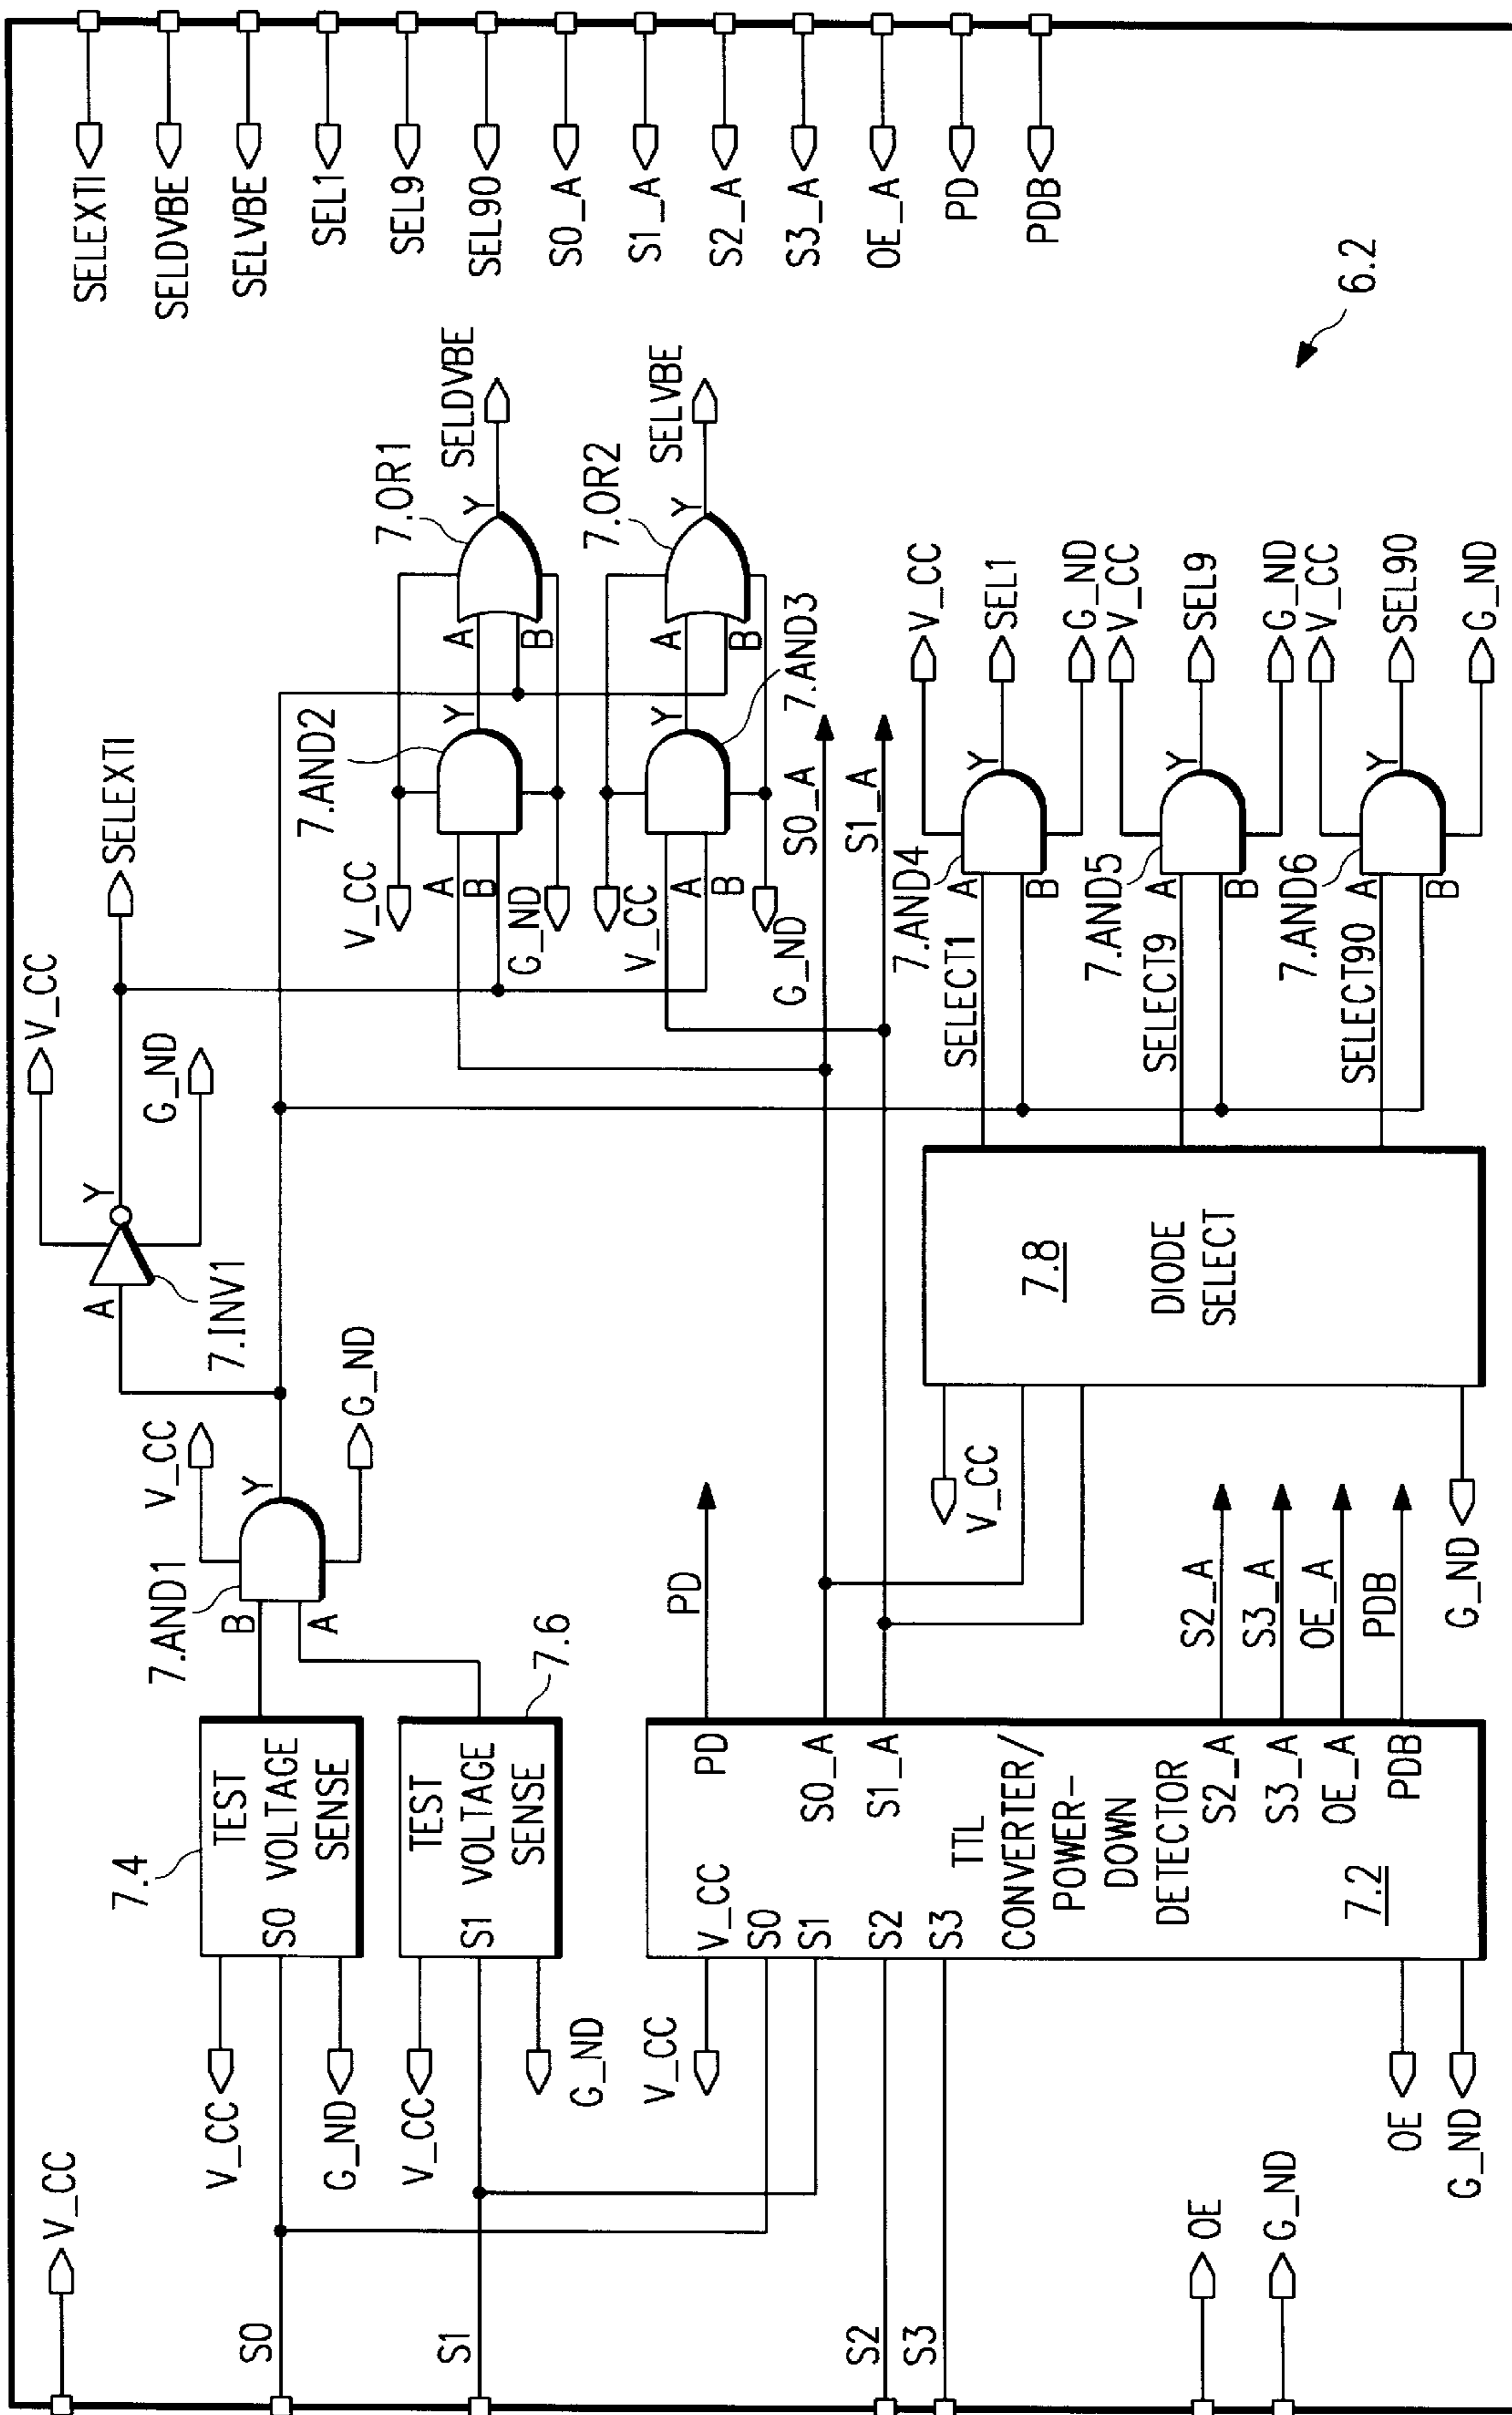 V_CC
S0
S1
S2
S3
OE
G_ND
7.4
TEST
VOLTAGE
SENSE
S0
V_CC
G_ND
7.6
TEST
VOLTAGE
SENSE
S1
V_CC
G_ND
7.AND1
B
A
Y
V_CC
G_ND
A
Y
7.INV1
V_CC
G_ND
SELEXTI
V_CC
V_CC
S0
S1
S2
S3
PD
S0_A
S1_A
TTL
CONVERTER/
POWER-
DOWN
DETECTOR
7.2
S2_A
S3_A
OE_A
PDB
OE
G_ND
PD
S2_A
S3_A
OE_A
PDB
7.8
DIODE
SELECT
V_CC
G_ND
7.AND2
V_CC
A
B
G_ND
Y
7.OR1
A
B
Y
SELDVBE
7.AND3
V_CC
A
B
G_ND
Y
7.OR2
A
B
Y
SELVBE
S0_A
S1_A
7.AND4
SELECT1
A
B
Y
V_CC
SEL1
G_ND
7.AND5
SELECT9
A
B
Y
V_CC
SEL9
G_ND
7.AND6
SELECT90
A
B
Y
V_CC
SEL90
G_ND
SELEXTI
SELDVBE
SELVBE
SEL1
SEL9
SEL90
S0_A
S1_A
S2_A
S3_A
OE_A
PD
PDB
6.2